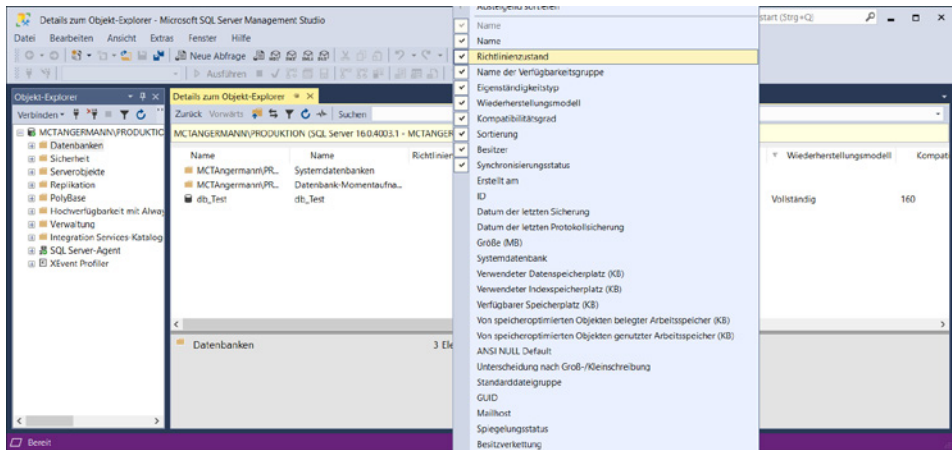 Details zum Objekt-Explorer - Microsoft SQL Server Management Studio
start (Strg+Q)
Datei Bearbeiten Ansicht Extras Fenster Hilfe
Neue Abfrage
Ausführen
Objekt-Explorer
Verbinden
MCTANGERMANN\PRODUKTIO
Datenbanken
Sicherheit
Serverobjekte
Replikation
PolyBase
Hochverfügbarkeit mit Alway
Verwaltung
Integration Services-Katalog
SQL Server-Agent
XEvent Profiler
Details zum Objekt-Explorer
Zurück Vorwärts Suchen
MCTANGERMANN\PRODUKTION (SQL Server 16.0.4003.1 - MCTANGER
Name Name Richtlinien Wiederherstellungsmodell Kompati
MCTAngermann\PR... Systemdatenbanken
MCTAngermann\PR... Datenbank-Momentaufna...
db_Test db_Test Vollständig 160
Datenbanken 3 Ele
Absteigend sortieren
Name
Name
Richtlinienzustand
Name der Verfügbarkeitsgruppe
Eigenständigkeitstyp
Wiederherstellungsmodell
Kompatibilitätsgrad
Sortierung
Besitzer
Synchronisierungsstatus
Erstellt am
ID
Datum der letzten Sicherung
Datum der letzten Protokollsicherung
Größe (MB)
Systemdatenbank
Verwendeter Datenspeicherplatz (KB)
Verwendeter Indexspeicherplatz (KB)
Verfügbarer Speicherplatz (KB)
Von speicheroptimierten Objekten belegter Arbeitsspeicher (KB)
Von speicheroptimierten Objekten genutzter Arbeitsspeicher (KB)
ANSI NULL Default
Unterscheidung nach Groß-/Kleinschreibung
Standarddateigruppe
GUID
Mailhost
Spiegelungsstatus
Besitzverkettung
Bereit